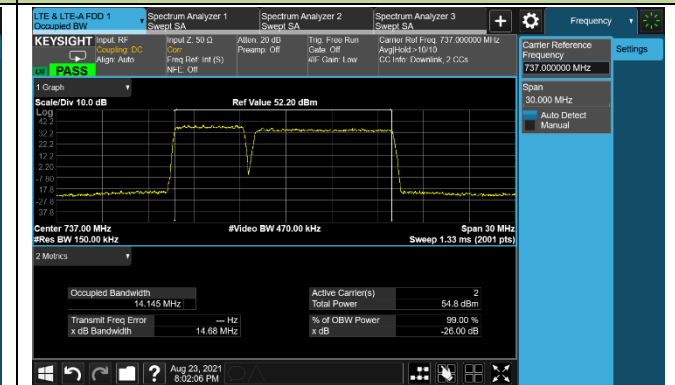 LTE & LTE-A FDD 1
Occupied BW
Spectrum Analyzer 1
Swept SA
Spectrum Analyzer 2
Swept SA
Spectrum Analyzer 3
Swept SA
+
Frequency
KEYSIGHT
Input: RF
Coupling: DC
Align: Auto
Input Z: 50 Ω
Corr
Freq Ref: Int (S)
NFE: Off
Atten: 20 dB
Preamp: Off
Trig: Free Run
Gate: Off
#IF Gain: Low
Carrier Ref Freq: 737.000000 MHz
Avg|Hold:>10/10
CC Info: Downlink, 2 CCs
PASS
Carrier Reference
Frequency
737.000000 MHz
Settings
Span
30.000 MHz
Auto Detect
Manual
1 Graph
Scale/Div 10.0 dB
Ref Value 52.20 dBm
Log
42.2
32.2
22.2
12.2
2.20
-7.80
-17.8
-27.8
-37.8
Center 737.00 MHz
#Video BW 470.00 kHz
Span 30 MHz
#Res BW 150.00 kHz
Sweep 1.33 ms (2001 pts)
2 Metrics
Occupied Bandwidth
14.145 MHz
Active Carrier(s) 2
Total Power 54.8 dBm
Transmit Freq Error --- Hz
% of OBW Power 99.00 %
x dB Bandwidth 14.68 MHz
x dB -26.00 dB
?
Aug 23, 2021
8:02:06 PM